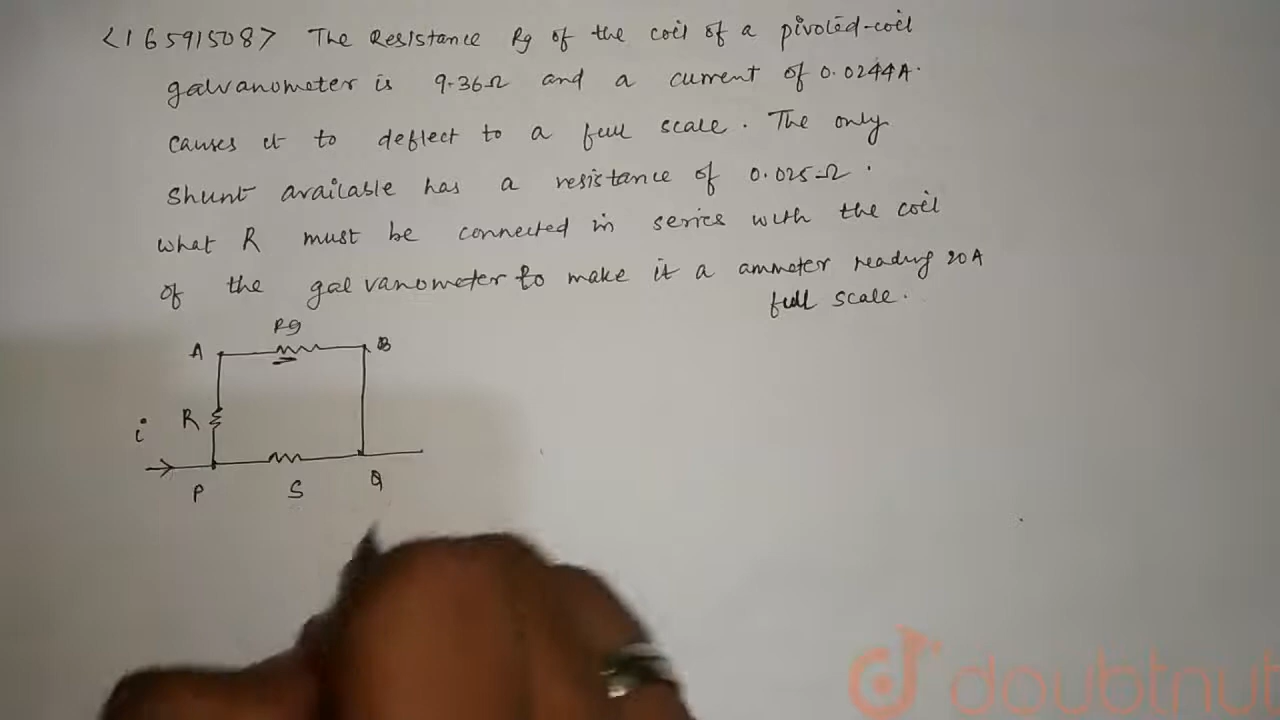 <16591508> The Resistance Rg of the coil of a pivoted-coil
galvanometer is 9.36Ω and a current of 0.0244A.
causes it to deflect to a full scale. The only
shunt available has a resistance of 0.025Ω.
what R must be connected in series with the coil
of the galvanometer to make it a ammeter reading 20A
full scale.
Rg
A B
R
i
P S Q
doubtnut